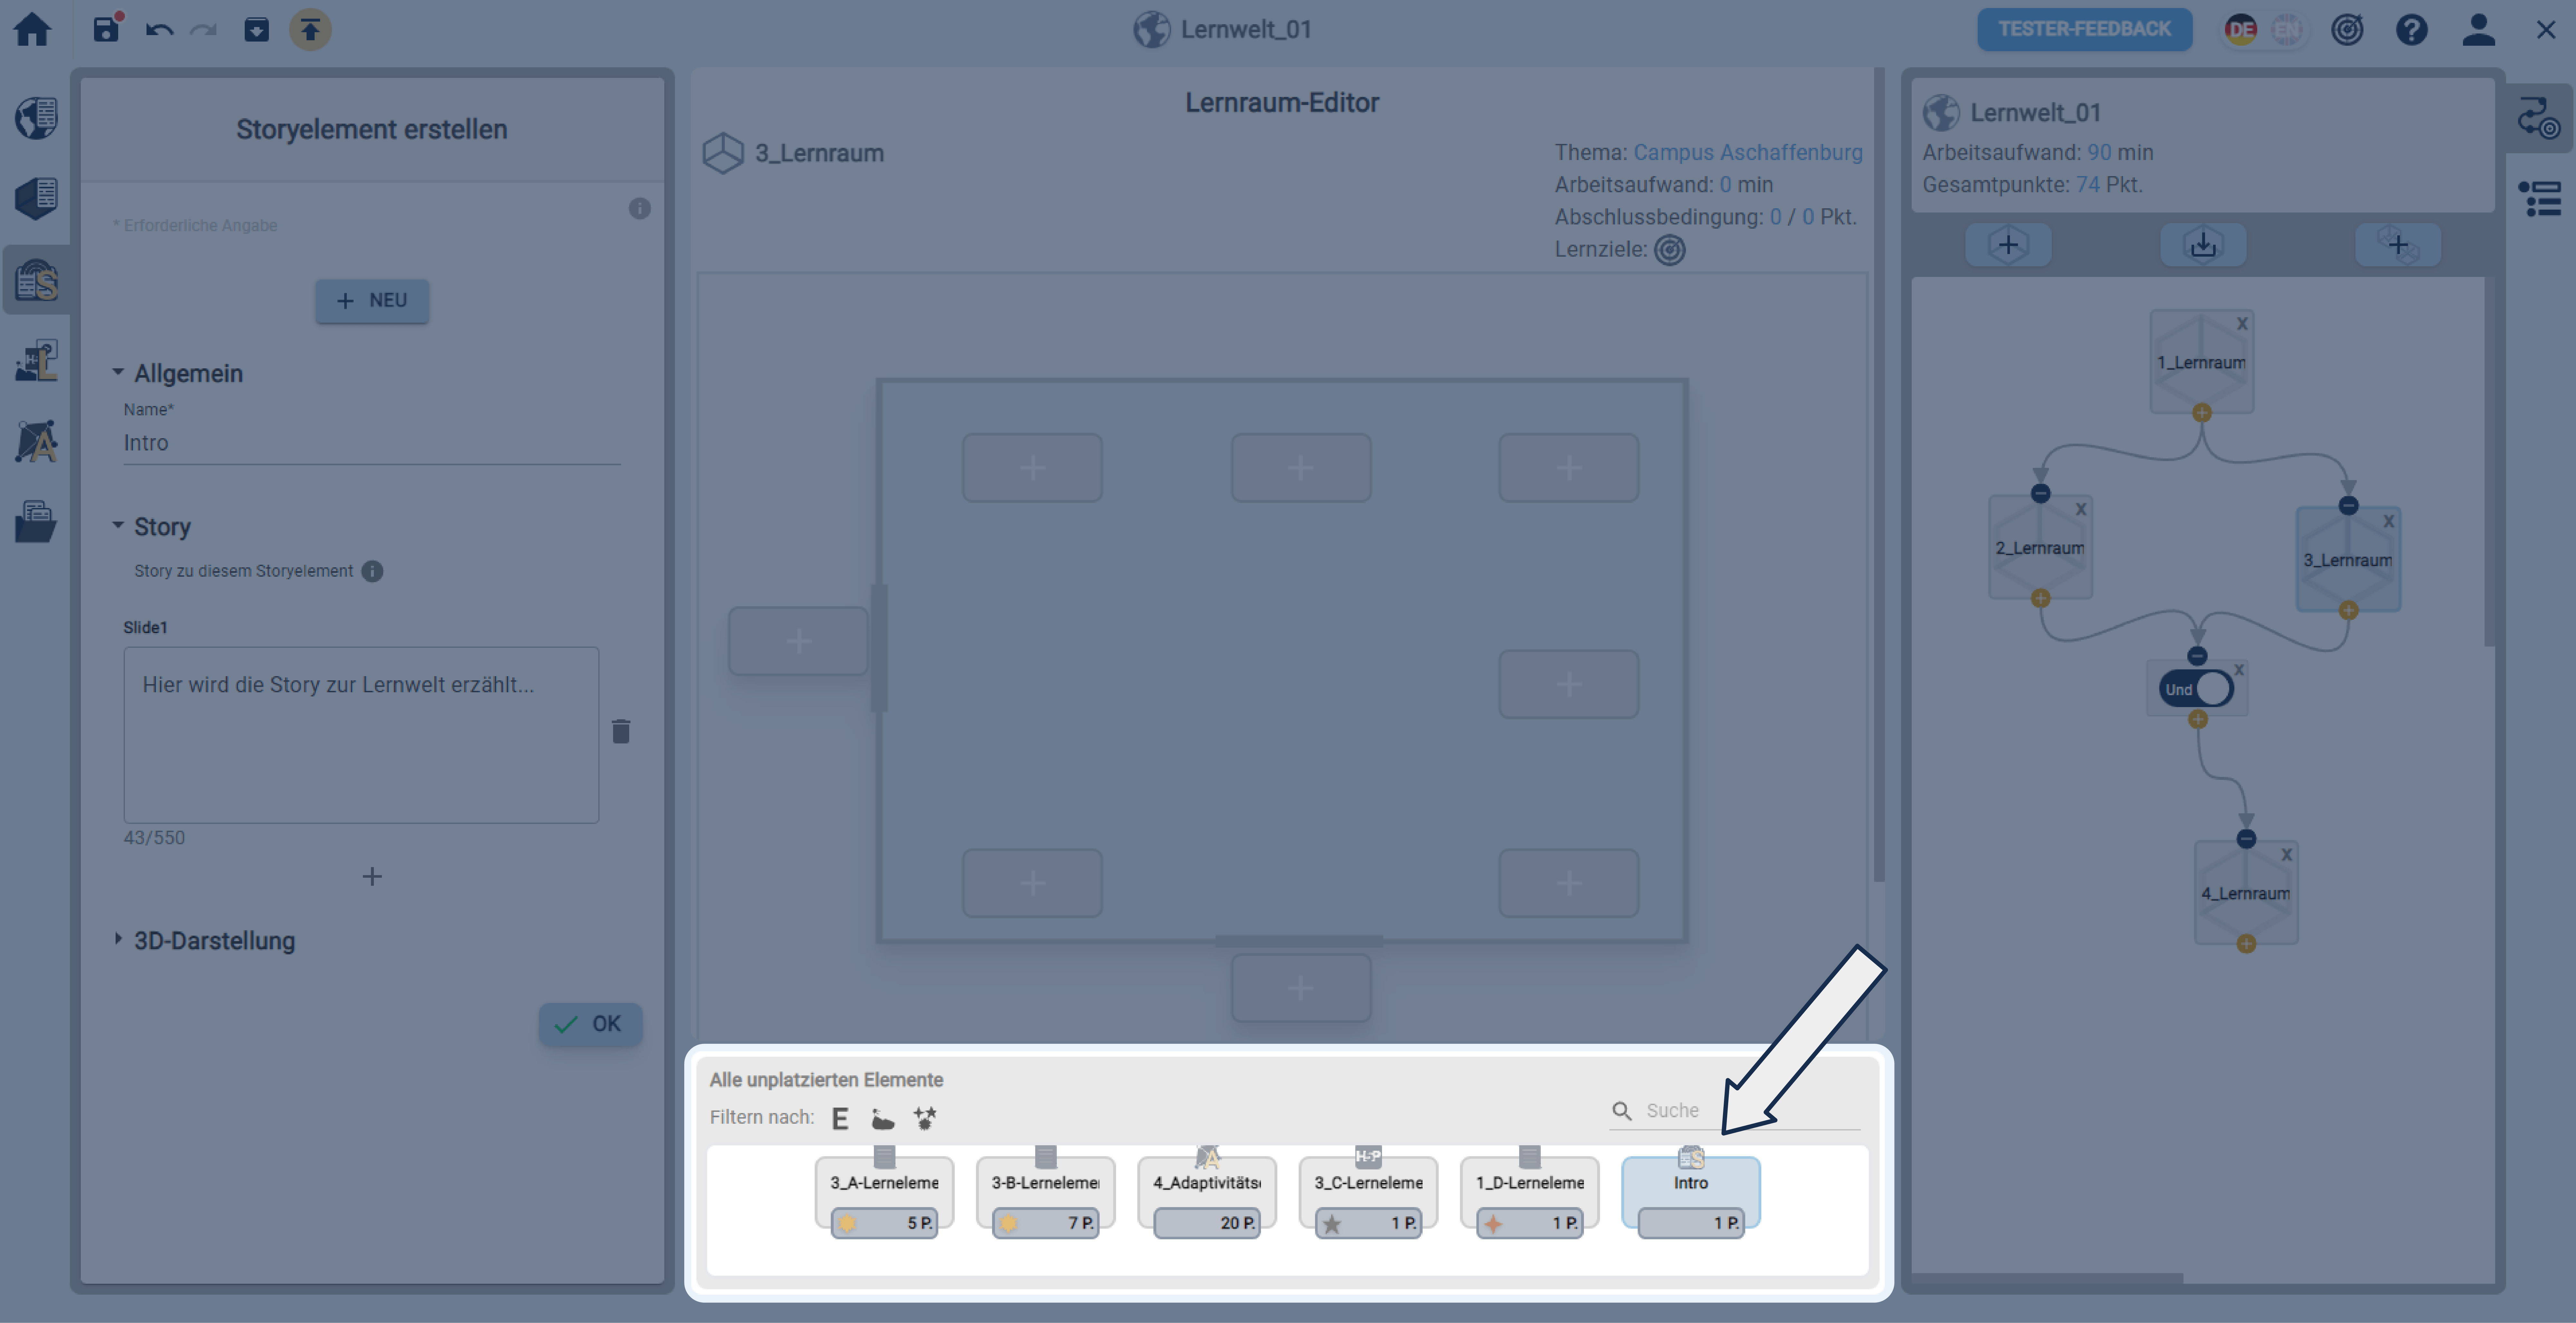 Lernwelt_01
TESTER-FEEDBACK
DE
EN
Storyelement erstellen
* Erforderliche Angabe
NEU
Allgemein
Name*
Intro
Story
Story zu diesem Storyelement
Slide1
Hier wird die Story zur Lernwelt erzählt...
43/550
3D-Darstellung
OK
Lernraum-Editor
3_Lernraum
Thema: Campus Aschaffenburg
Arbeitsaufwand: 0 min
Abschlussbedingung: 0 / 0 Pkt.
Lernziele:
Alle unplatzierten Elemente
Filtern nach: E
Suche
3_A-Lerneleme
5 P.
3-B-Lerneleme
7 P.
4_Adaptivitäts
20 P.
H-P
3_C-Lerneleme
1 P.
1_D-Lerneleme
1 P.
Intro
1 P.
Lernwelt_01
Arbeitsaufwand: 90 min
Gesamtpunkte: 74 Pkt.
X
1_Lernraum
X
2_Lernraum
X
3_Lernraum
X
Und
X
4_Lernraum